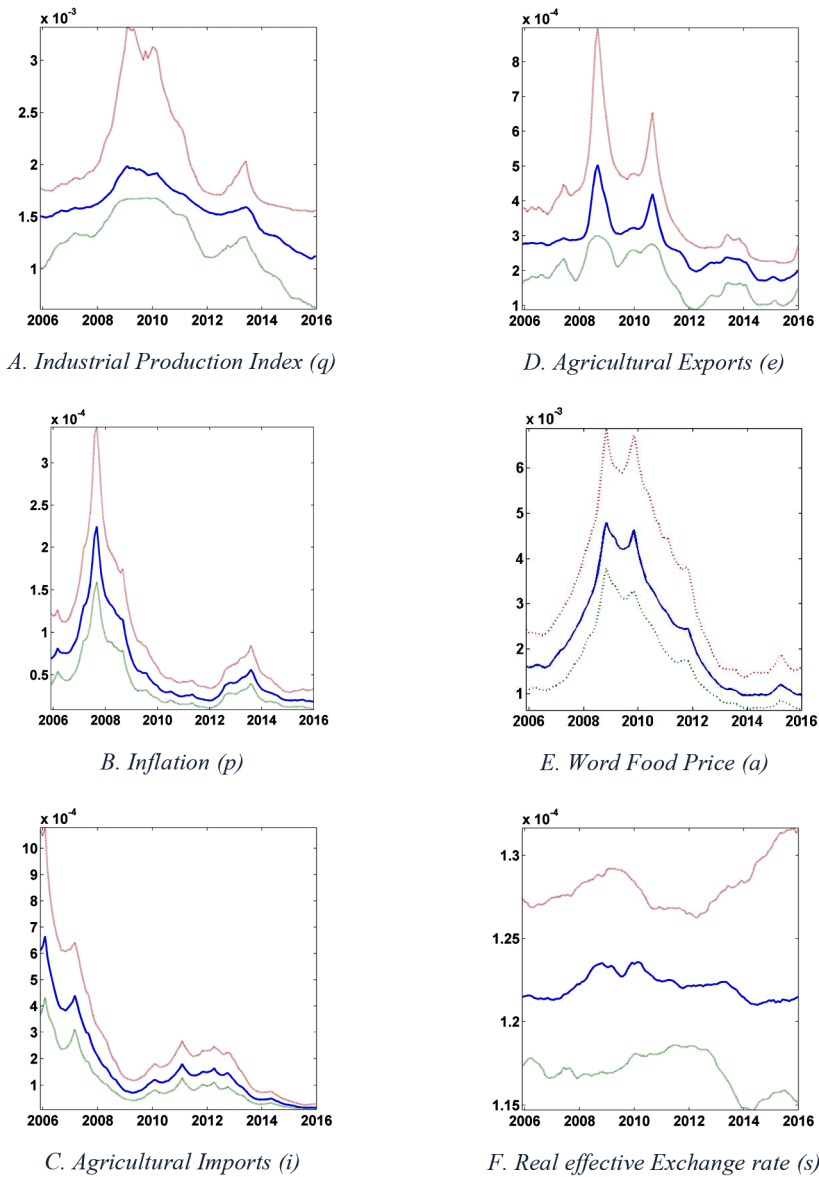 x 10⁻³
3
2.5
2
1.5
1
2006 2008 2010 2012 2014 2016
A. Industrial Production Index (q)
x 10⁻⁴
8
7
6
5
4
3
2
1
2006 2008 2010 2012 2014 2016
D. Agricultural Exports (e)
x 10⁻⁴
3
2.5
2
1.5
1
0.5
2006 2008 2010 2012 2014 2016
B. Inflation (p)
x 10⁻³
6
5
4
3
2
1
2006 2008 2010 2012 2014 2016
E. Word Food Price (a)
x 10⁻⁴
10
9
8
7
6
5
4
3
2
1
2006 2008 2010 2012 2014 2016
C. Agricultural Imports (i)
x 10⁻⁴
1.3
1.25
1.2
1.15
2006 2008 2010 2012 2014 2016
F. Real effective Exchange rate (s)